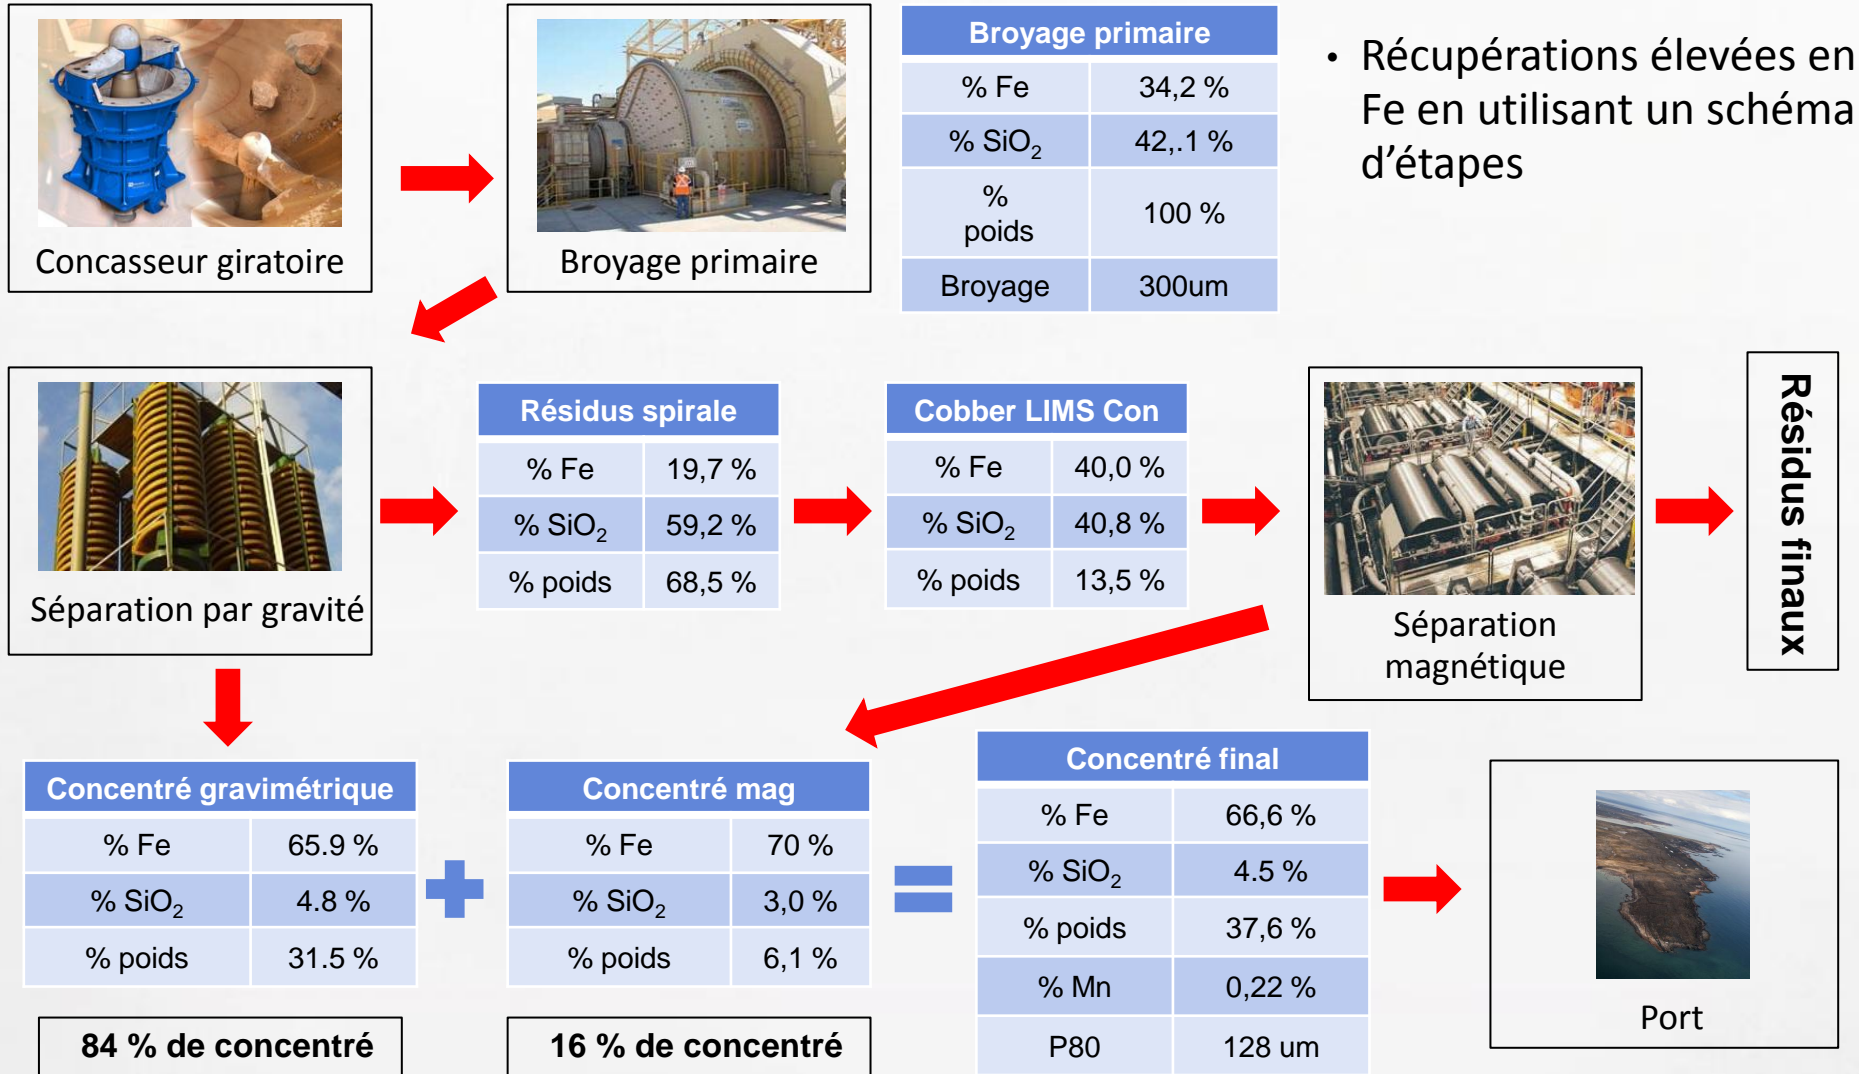 Concasseur giratoire
Broyage primaire
Broyage primaire
% Fe 34,2 %
% SiO₂ 42,.1 %
%
poids 100 %
Broyage 300um
• Récupérations élevées en
Fe en utilisant un schéma
d’étapes
Séparation par gravité
Résidus spirale
% Fe 19,7 %
% SiO₂ 59,2 %
% poids 68,5 %
Cobber LIMS Con
% Fe 40,0 %
% SiO₂ 40,8 %
% poids 13,5 %
Séparation
magnétique
Résidus finaux
Concentré gravimétrique
% Fe 65.9 %
% SiO₂ 4.8 %
% poids 31.5 %
84 % de concentré
Concentré mag
% Fe 70 %
% SiO₂ 3,0 %
% poids 6,1 %
16 % de concentré
Concentré final
% Fe 66,6 %
% SiO₂ 4.5 %
% poids 37,6 %
% Mn 0,22 %
P80 128 um
Port